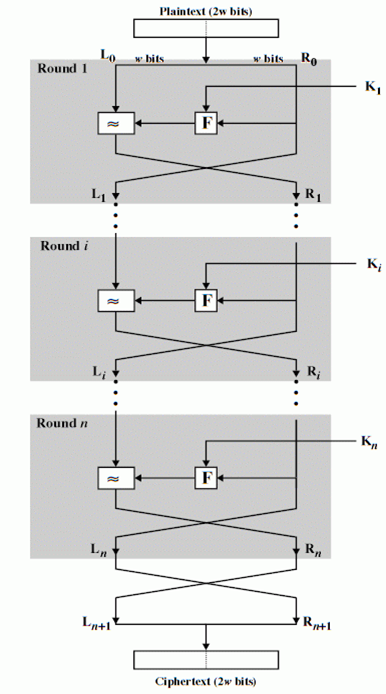 Plaintext (2w bits)
L0 w bits w bits R0
Round 1
K1
≈ F
L1 R1
Round i
Ki
≈ F
Li Ri
Round n
Kn
≈ F
Ln Rn
Ln+1 Rn+1
Ciphertext (2w bits)